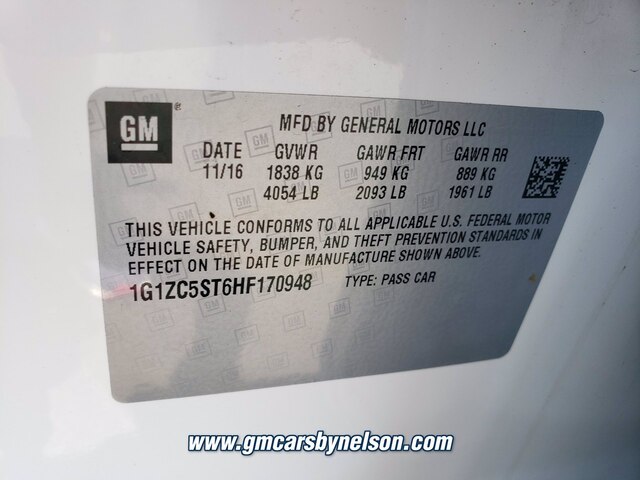 GM
MFD BY GENERAL MOTORS LLC
DATE GVWR GAWR FRT GAWR RR
11/16 1838 KG 949 KG 889 KG
4054 LB 2093 LB 1961 LB
THIS VEHICLE CONFORMS TO ALL APPLICABLE U.S. FEDERAL MOTOR
VEHICLE SAFETY, BUMPER, AND THEFT PREVENTION STANDARDS IN
EFFECT ON THE DATE OF MANUFACTURE SHOWN ABOVE.
1G1ZC5ST6HF170948 TYPE: PASS CAR
www.gmcarsbynelson.com